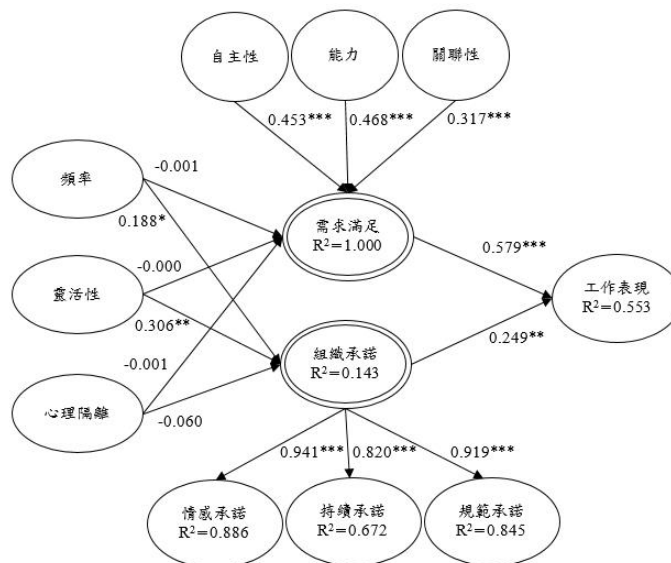 自主性
能力
關聯性
0.453***
0.468***
0.317***
頻率
-0.001
0.188*
需求滿足
R²=1.000
0.579***
靈活性
-0.000
0.306**
工作表現
R²=0.553
組織承諾
R²=0.143
0.249**
-0.001
心理隔離
-0.060
0.941***
0.820***
0.919***
情感承諾
R²=0.886
持續承諾
R²=0.672
規範承諾
R²=0.845